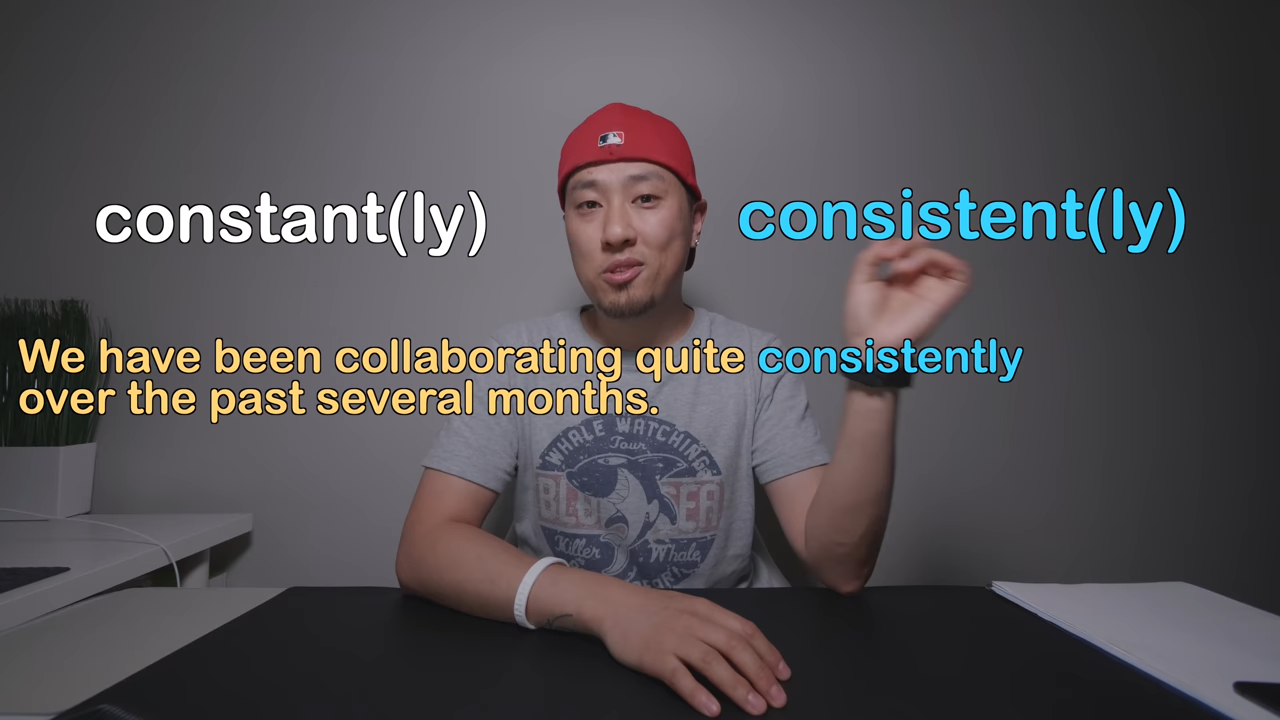 constant(ly)
consistent(ly)
We have been collaborating quite consistently
over the past several months.
WHALE WATCHING
Tour
Killer Whale